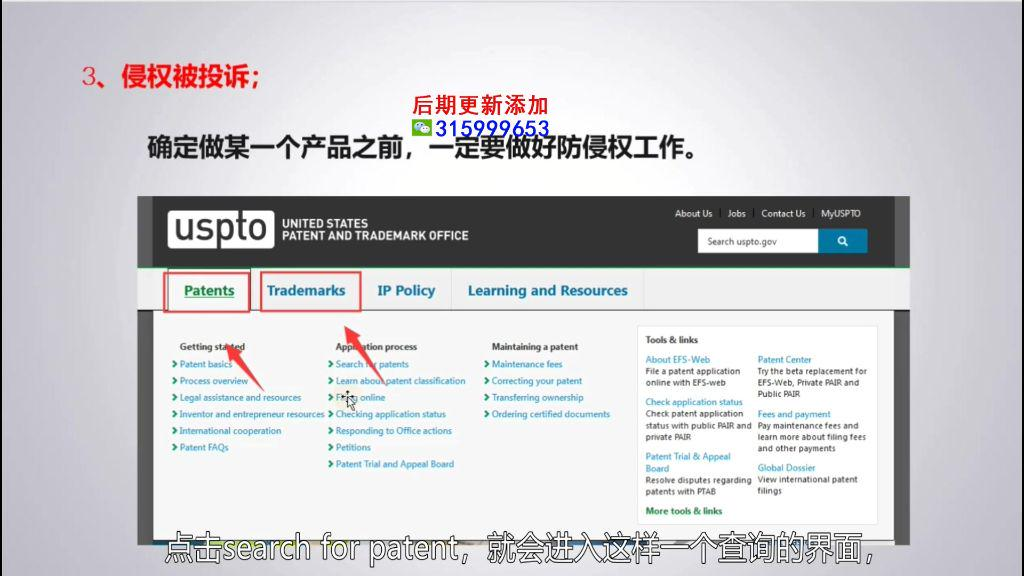 3、侵权被投诉；
后期更新添加
315999653
确定做某一个产品之前，一定要做好防侵权工作。
uspto
UNITED STATES
PATENT AND TRADEMARK OFFICE
About Us
Jobs
Contact Us
MyUSPTO
Search uspto.gov
Patents
Trademarks
IP Policy
Learning and Resources
Getting started
Patent basics
Process overview
Legal assistance and resources
Inventor and entrepreneur resources
International cooperation
Patent FAQs
Application process
Search for patents
Learn about patent classification
online
Checking application status
Responding to Office actions
Petitions
Patent Trial and Appeal Board
Maintaining a patent
Maintenance fees
Correcting your patent
Transferring ownership
Ordering certified documents
Tools & links
About EFS-Web
File a patent application
online with EFS-web
Check application status
Check patent application
status with public PAIR and
private PAIR
Patent Trial & Appeal
Board
Resolve disputes regarding
patents with PTAB
More tools & links
Patent Center
Try the beta replacement for
EFS-Web, Private PAIR and
Public PAIR
Fees and payment
Pay maintenance fees and
learn more about filing fees
and other payments
Global Dossier
View international patent
filings
点击search for patent，就会进入这样一个查询的界面，